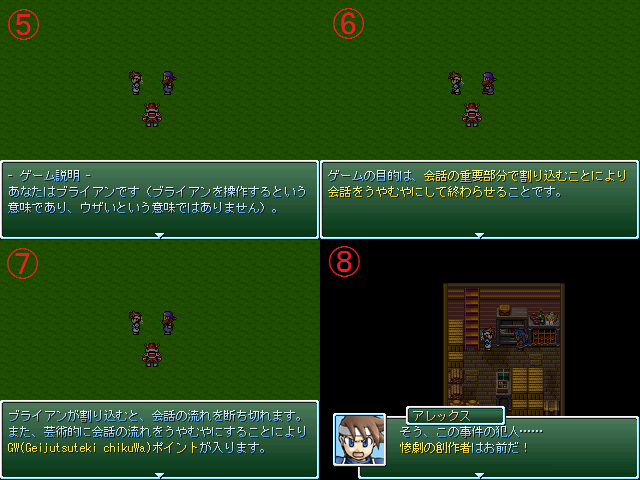 ⑤
- ゲーム説明 -
あなたはブライアンです（ブライアンを操作するという
意味であり、ウザいという意味ではありません）。
⑥
ゲームの目的は、会話の重要部分で割り込むことにより
会話をうやむやにして終わらせることです。
⑦
ブライアンが割り込むと、会話の流れを断ち切れます。
また、芸術的に会話の流れをうやむやにすることにより
GW(Geijutsuteki chikuWa)ポイントが入ります。
⑧
アレックス
そう、この事件の犯人……
惨劇の創作者はお前だ！